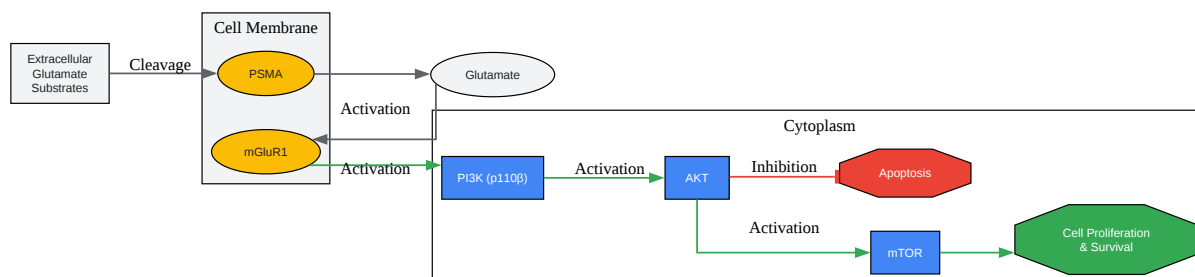 Cell Membrane
Extracellular
Glutamate
Substrates
Cleavage
PSMA
Glutamate
Activation
Cytoplasm
mGluR1
Activation
PI3K (p110β)
Activation
AKT
Inhibition
Apoptosis
Activation
mTOR
Cell Proliferation
& Survival